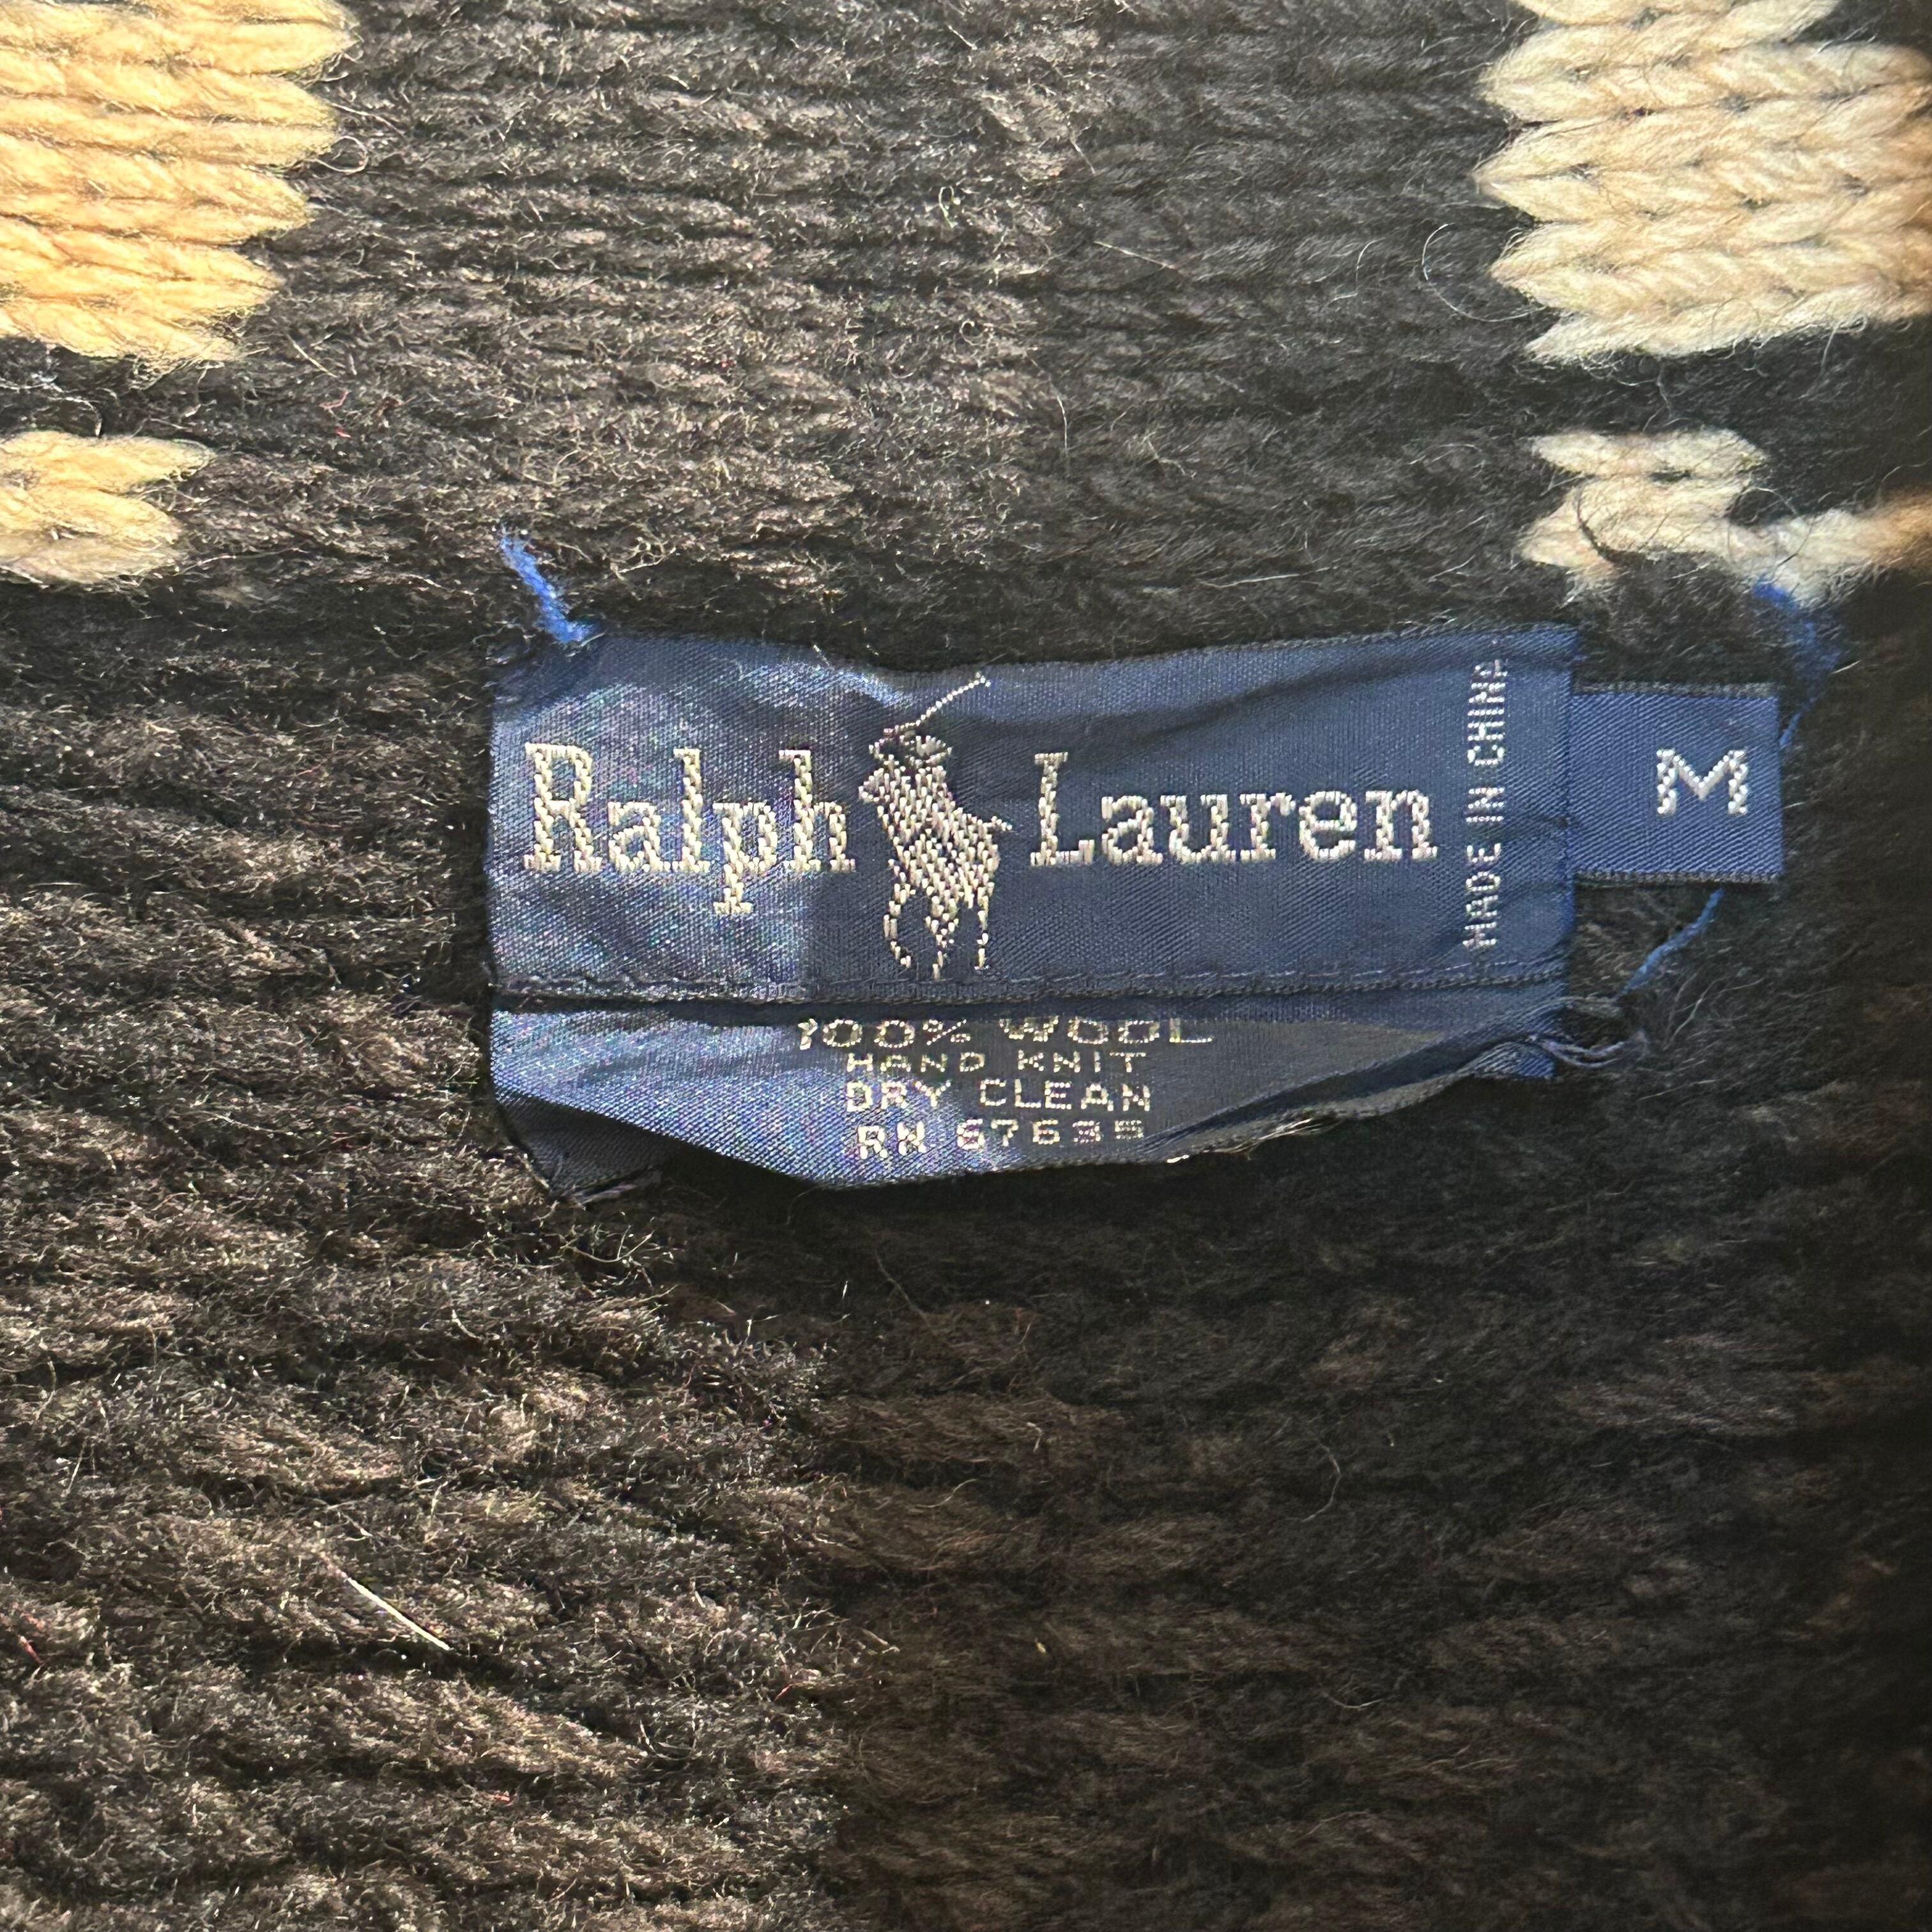 Ralph Lauren
MADE IN CHINA
M
100% WOOL
HAND KNIT
DRY CLEAN
RN 67635